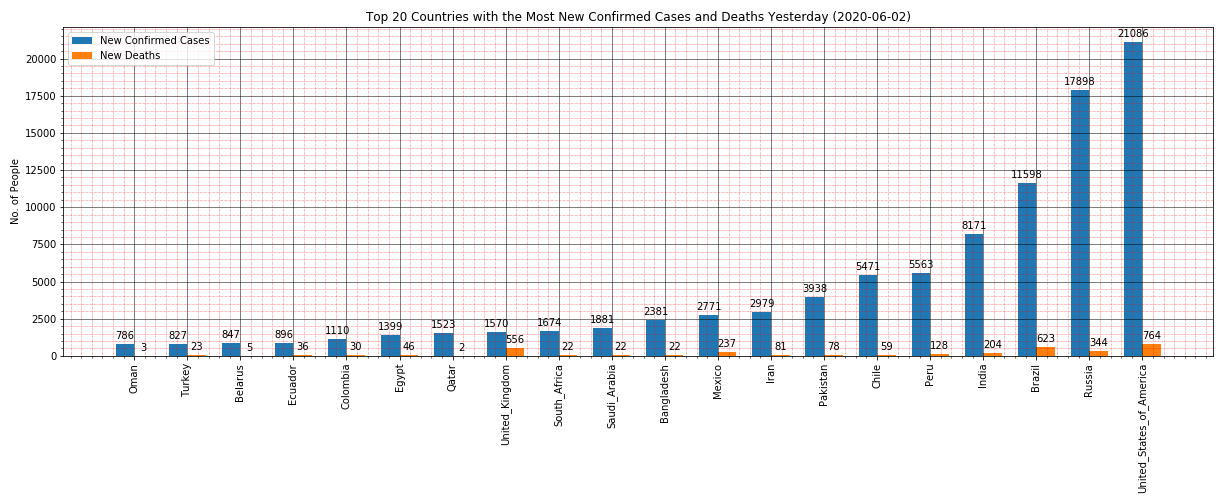 Top 20 Countries with the Most New Confirmed Cases and Deaths Yesterday (2020-06-02)
New Confirmed Cases
New Deaths
No. of People
20000
17500
15000
12500
10000
7500
5000
2500
0
786 3
827 23
847 5
896 36
1110 30
1399 46
1523 2
1570 556
1674 22
1881 22
2381 22
2771 237
2979 81
3938 78
5471 59
5563 128
8171 204
11598 623
17898 344
21086 764
Oman
Turkey
Belarus
Ecuador
Colombia
Egypt
Qatar
United_Kingdom
South_Africa
Saudi_Arabia
Bangladesh
Mexico
Iran
Pakistan
Chile
Peru
India
Brazil
Russia
United_States_of_America